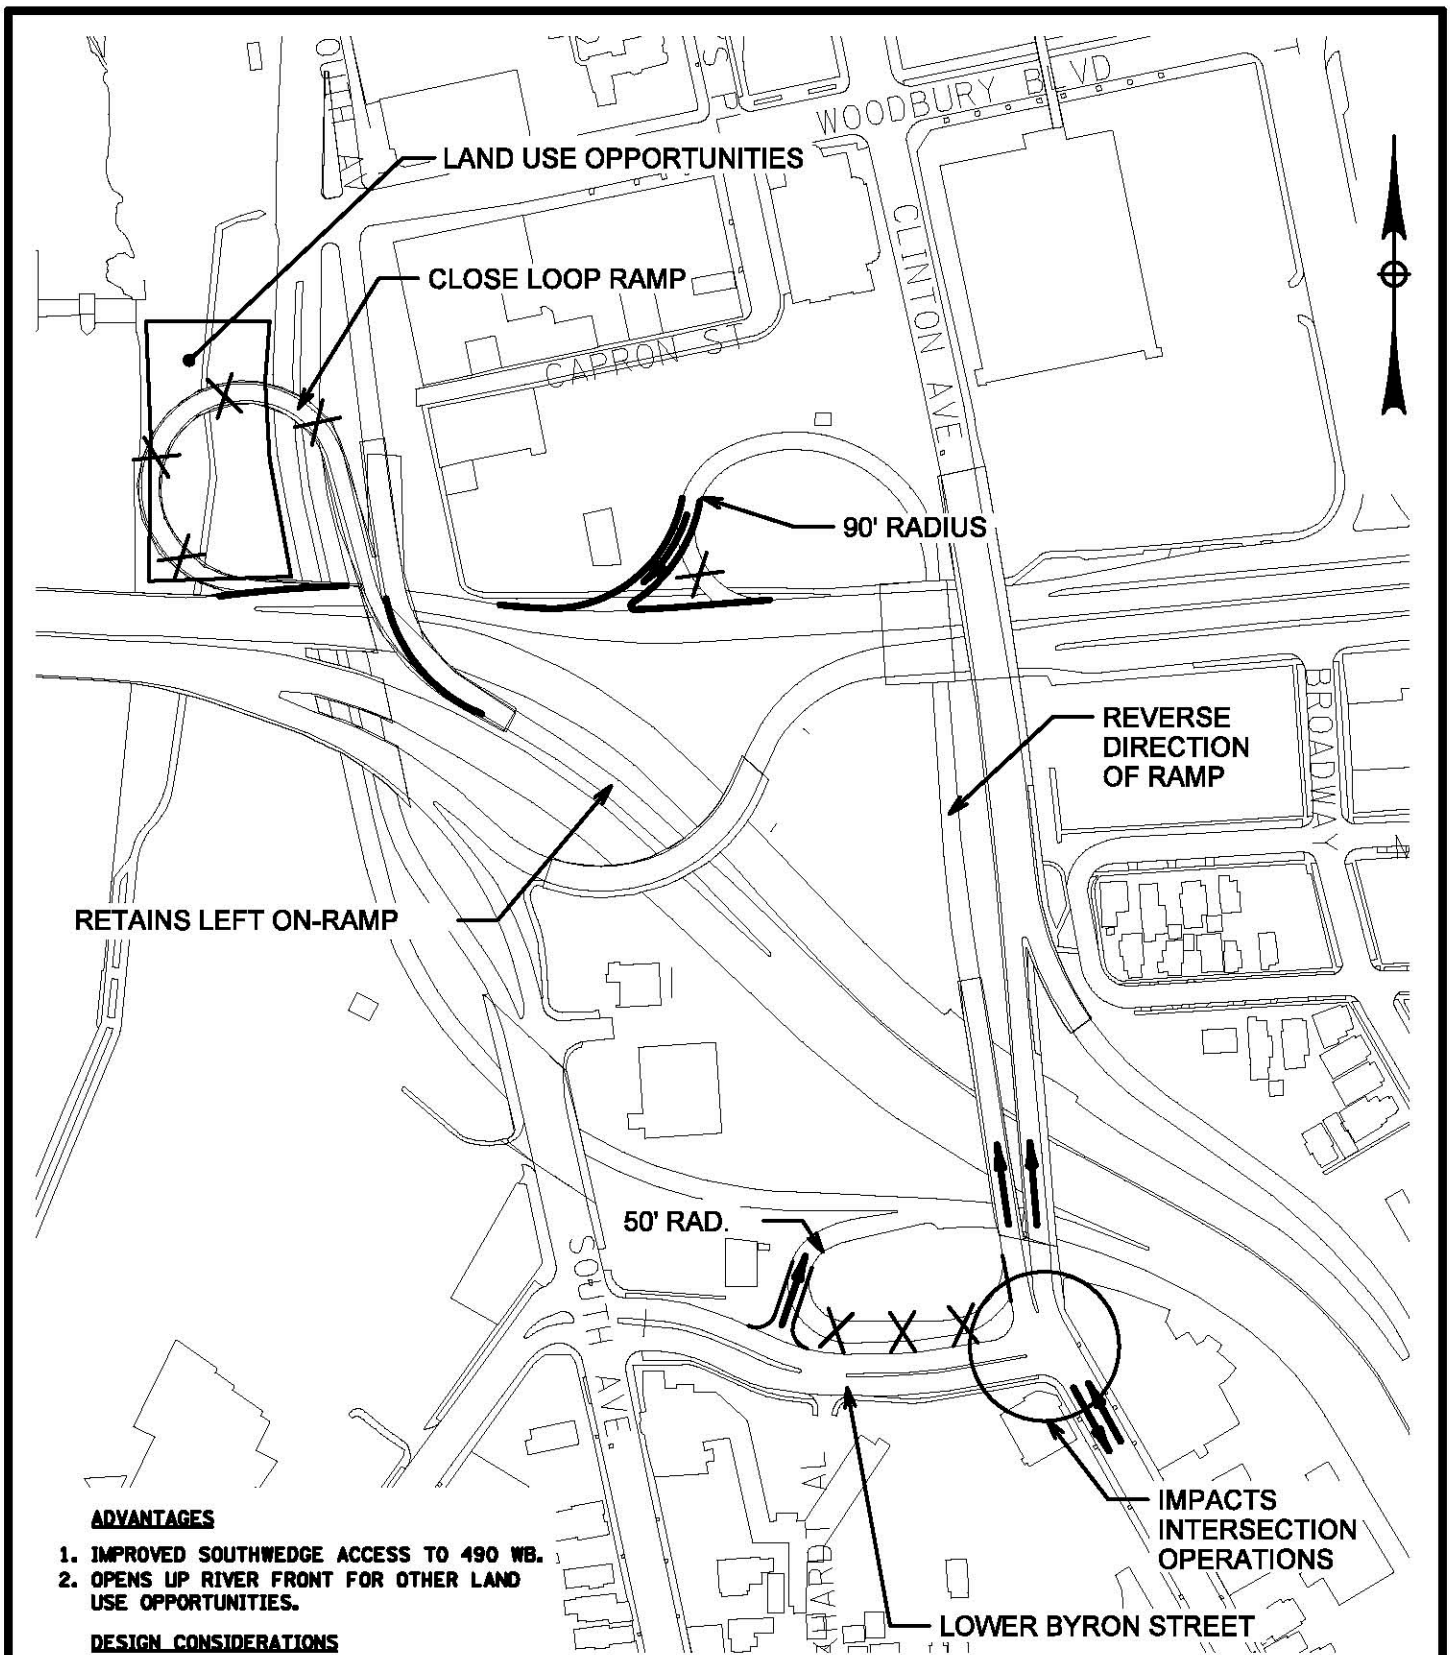 WOODBURY BLVD
LAND USE OPPORTUNITIES
CLOSE LOOP RAMP
CLINTON AVE.
CAPRON ST
90' RADIUS
REVERSE
DIRECTION
OF RAMP
BROADWAY
RETAINS LEFT ON-RAMP
50' RAD.
SOUTH AVE.
IMPACTS
INTERSECTION
OPERATIONS
LOWER BYRON STREET
ADVANTAGES
1. IMPROVED SOUTHWEDGE ACCESS TO 490 WB.
2. OPENS UP RIVER FRONT FOR OTHER LAND
USE OPPORTUNITIES.
DESIGN CONSIDERATIONS